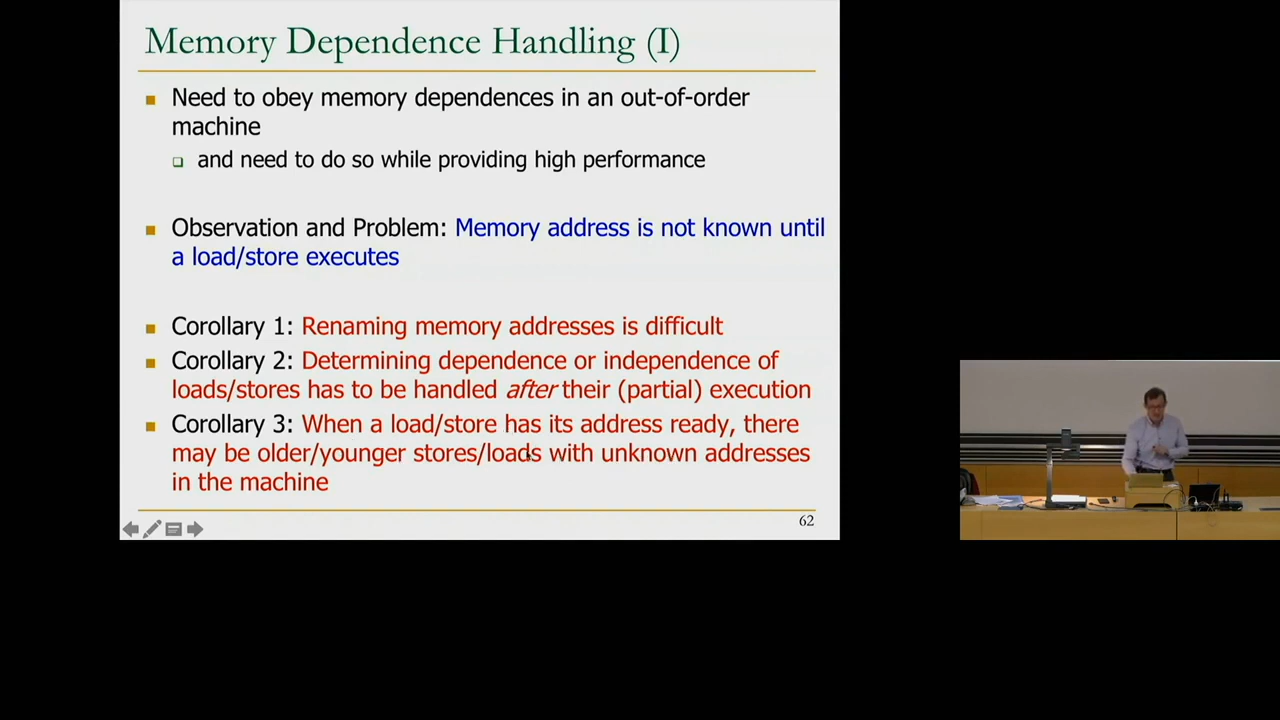 Memory Dependence Handling (I)
Need to obey memory dependences in an out-of-order
machine
and need to do so while providing high performance
Observation and Problem: Memory address is not known until
a load/store executes
Corollary 1: Renaming memory addresses is difficult
Corollary 2: Determining dependence or independence of
loads/stores has to be handled after their (partial) execution
Corollary 3: When a load/store has its address ready, there
may be older/younger stores/loads with unknown addresses
in the machine
62